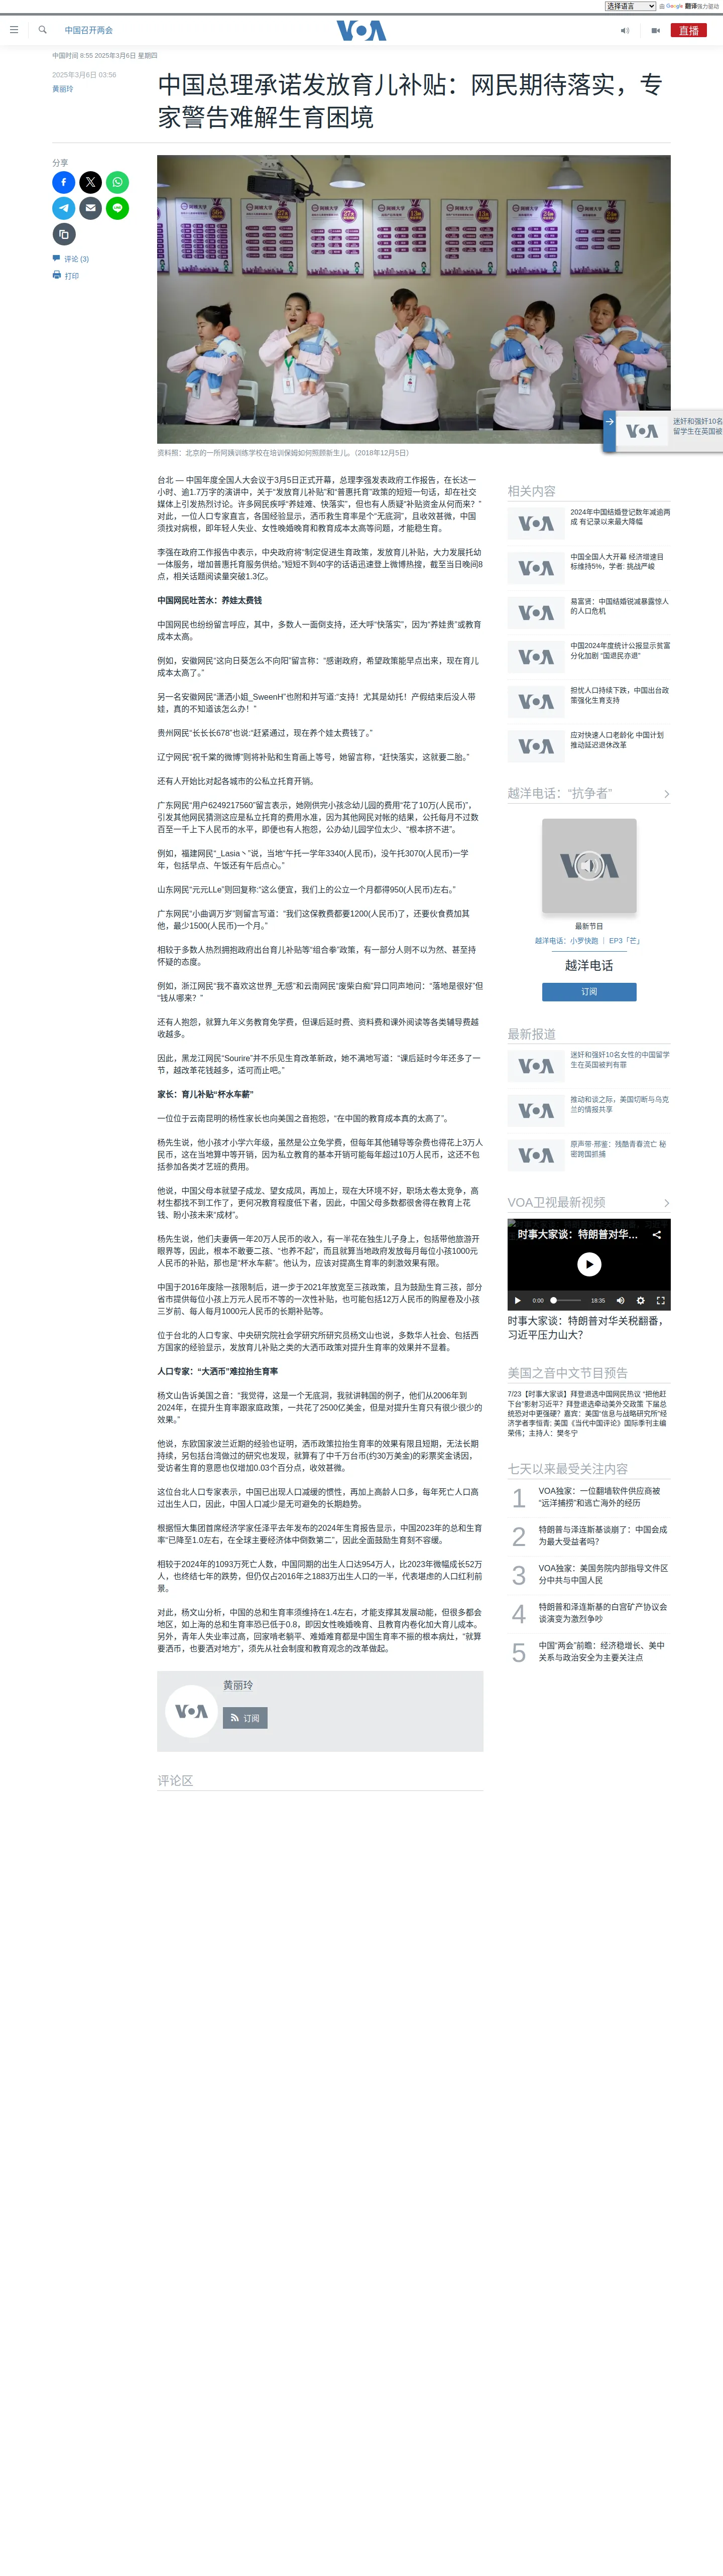 选择语言
由 Google 翻译强力驱动
中国召开两会
VOA
直播
中国时间 8:55 2025年3月6日 星期四
2025年3月6日 03:56
黄丽玲
中国总理承诺发放育儿补贴：网民期待落实，专
家警告难解生育困境
分享
评论 (3)
打印
资料照：北京的一所阿姨训练学校在培训保姆如何照顾新生儿。（2018年12月5日）
迷奸和强奸10名
留学生在英国被
台北 — 中国年度全国人大会议于3月5日正式开幕，总理李强发表政府工作报告，在长达一
小时、逾1.7万字的演讲中，关于“发放育儿补贴”和“普惠托育”政策的短短一句话，却在社交
媒体上引发热烈讨论。许多网民疾呼“养娃难、快落实”，但也有人质疑“补贴资金从何而来？”
对此，一位人口专家直言，各国经验显示，洒币救生育率是个“无底洞”，且收效甚微，中国
须找对病根，即年轻人失业、女性晚婚晚育和教育成本太高等问题，才能稳生育。
李强在政府工作报告中表示，中央政府将“制定促进生育政策，发放育儿补贴，大力发展托幼
一体服务，增加普惠托育服务供给。”短短不到40字的话语迅速登上微博热搜，截至当日晚间8
点，相关话题阅读量突破1.3亿。
中国网民吐苦水：养娃太费钱
中国网民也纷纷留言呼应，其中，多数人一面倒支持，还大呼“快落实”，因为“养娃贵”或教育
成本太高。
例如，安徽网民“这向日葵怎么不向阳”留言称：“感谢政府，希望政策能早点出来，现在育儿
成本太高了。”
另一名安徽网民“潇洒小姐_SweenH”也附和并写道:“支持！尤其是幼托！产假结束后没人带
娃，真的不知道该怎么办！”
贵州网民“长长长678”也说:“赶紧通过，现在养个娃太费钱了。”
辽宁网民“祝千棠的微博”则将补贴和生育画上等号，她留言称，“赶快落实，这就要二胎。”
还有人开始比对起各城市的公私立托育开销。
广东网民“用户6249217560”留言表示，她刚供完小孩念幼儿园的费用“花了10万(人民币)”，
引发其他网民猜测这应是私立托育的费用水准，因为其他网民对帐的结果，公托每月不过数
百至一千上下人民币的水平，即便也有人抱怨，公办幼儿园学位太少、“根本挤不进”。
例如，福建网民“_Lasia丶”说，当地“午托一学年3340(人民币)，没午托3070(人民币)一学
年，包括早点、午饭还有午后点心。”
山东网民“元元LLe”则回复称:“这么便宜，我们上的公立一个月都得950(人民币)左右。”
广东网民“小曲调万岁”则留言写道：“我们这保教费都要1200(人民币)了，还要伙食费加其
他，最少1500(人民币)一个月。”
相较于多数人热烈拥抱政府出台育儿补贴等“组合拳”政策，有一部分人则不以为然、甚至持
怀疑的态度。
例如，浙江网民“我不喜欢这世界_无感”和云南网民“废柴白痴”异口同声地问：“落地是很好”但
“钱从哪来？”
还有人抱怨，就算九年义务教育免学费，但课后延时费、资料费和课外阅读等各类辅导费越
收越多。
因此，黑龙江网民“Sourire”并不乐见生育改革新政，她不满地写道：“课后延时今年还多了一
节，越改革花钱越多，适可而止吧。”
家长：育儿补贴“杯水车薪”
一位位于云南昆明的杨性家长也向美国之音抱怨，“在中国的教育成本真的太高了”。
杨先生说，他小孩才小学六年级，虽然是公立免学费，但每年其他辅导等杂费也得花上3万人
民币，这在当地算中等开销，因为私立教育的基本开销可能每年超过10万人民币，这还不包
括参加各类才艺班的费用。
他说，中国父母本就望子成龙、望女成凤，再加上，现在大环境不好，职场太卷太竞争，高
材生都找不到工作了，更何况教育程度低下者，因此，中国父母多数都很舍得在教育上花
钱、盼小孩未来“成材”。
杨先生说，他们夫妻俩一年20万人民币的收入，有一半花在独生儿子身上，包括带他旅游开
眼界等，因此，根本不敢要二孩、“也养不起”，而且就算当地政府发放每月每位小孩1000元
人民币的补贴，那也是“杯水车薪”。他认为，应该对提高生育率的刺激效果有限。
中国于2016年废除一孩限制后，进一步于2021年放宽至三孩政策，且为鼓励生育三孩，部分
省市提供每位小孩上万元人民币不等的一次性补贴，也可能包括12万人民币的购屋卷及小孩
三岁前、每人每月1000元人民币的长期补贴等。
位于台北的人口专家、中央研究院社会学研究所研究员杨文山也说，多数华人社会、包括西
方国家的经验显示，发放育儿补贴之类的大洒币政策对提升生育率的效果并不显着。
人口专家：“大洒币”难拉抬生育率
杨文山告诉美国之音：“我觉得，这是一个无底洞，我就讲韩国的例子，他们从2006年到
2024年，在提升生育率跟家庭政策，一共花了2500亿美金，但是对提升生育只有很少很少的
效果。”
他说，东欧国家波兰近期的经验也证明，洒币政策拉抬生育率的效果有限且短期，无法长期
持续，另包括台湾做过的研究也发现，就算有了中千万台币(约30万美金)的彩票奖金诱因，
受访者生育的意愿也仅增加0.03个百分点，收效甚微。
这位台北人口专家表示，中国已出现人口减缓的惯性，再加上高龄人口多，每年死亡人口高
过出生人口，因此，中国人口减少是无可避免的长期趋势。
根据恒大集团首席经济学家任泽平去年发布的2024年生育报告显示，中国2023年的总和生育
率“已降至1.0左右，在全球主要经济体中倒数第二”，因此全面鼓励生育刻不容缓。
相较于2024年的1093万死亡人数，中国同期的出生人口达954万人，比2023年微幅成长52万
人，也终结七年的跌势，但仍仅占2016年之1883万出生人口的一半，代表堪虑的人口红利前
景。
对此，杨文山分析，中国的总和生育率须维持在1.4左右，才能支撑其发展动能，但很多都会
地区，如上海的总和生育率恐已低于0.8，即因女性晚婚晚育、且教育内卷化加大育儿成本。
另外，青年人失业率过高，回家啃老躺平、难婚难育都是中国生育率不振的根本病灶，“就算
要洒币，也要洒对地方”，须先从社会制度和教育观念的改革做起。
黄丽玲
订阅
评论区
相关内容
2024年中国结婚登记数年减逾两
成 有记录以来最大降幅
中国全国人大开幕 经济增速目
标维持5%，学者: 挑战严峻
易富贤：中国结婚锐减暴露惊人
的人口危机
中国2024年度统计公报显示贫富
分化加剧 “国退民亦退”
担忧人口持续下跌，中国出台政
策强化生育支持
应对快速人口老龄化 中国计划
推动延迟退休改革
越洋电话：“抗争者”
最新节目
越洋电话：小罗快跑 ｜ EP3「芒」
越洋电话
订阅
最新报道
迷奸和强奸10名女性的中国留学
生在英国被判有罪
推动和谈之际，美国切断与乌克
兰的情报共享
原声带·邢鉴：残酷青春流亡 秘
密跨国抓捕
VOA卫视最新视频
时事大家谈：特朗普对华…
0:00
18:35
时事大家谈：特朗普对华关税翻番，
习近平压力山大？
美国之音中文节目预告
7/23【时事大家谈】拜登退选中国网民热议 “把他赶
下台”影射习近平？拜登退选牵动美外交政策 下届总
统恐对中更强硬？嘉宾：美国“信息与战略研究所”经
济学者李恒青; 美国《当代中国评论》国际季刊主编
荣伟；主持人：樊冬宁
七天以来最受关注内容
1
VOA独家：一位翻墙软件供应商被
“远洋捕捞”和逃亡海外的经历
2
特朗普与泽连斯基谈崩了：中国会成
为最大受益者吗？
3
VOA独家：美国务院内部指导文件区
分中共与中国人民
4
特朗普和泽连斯基的白宫矿产协议会
谈演变为激烈争吵
5
中国“两会”前瞻：经济稳增长、美中
关系与政治安全为主要关注点